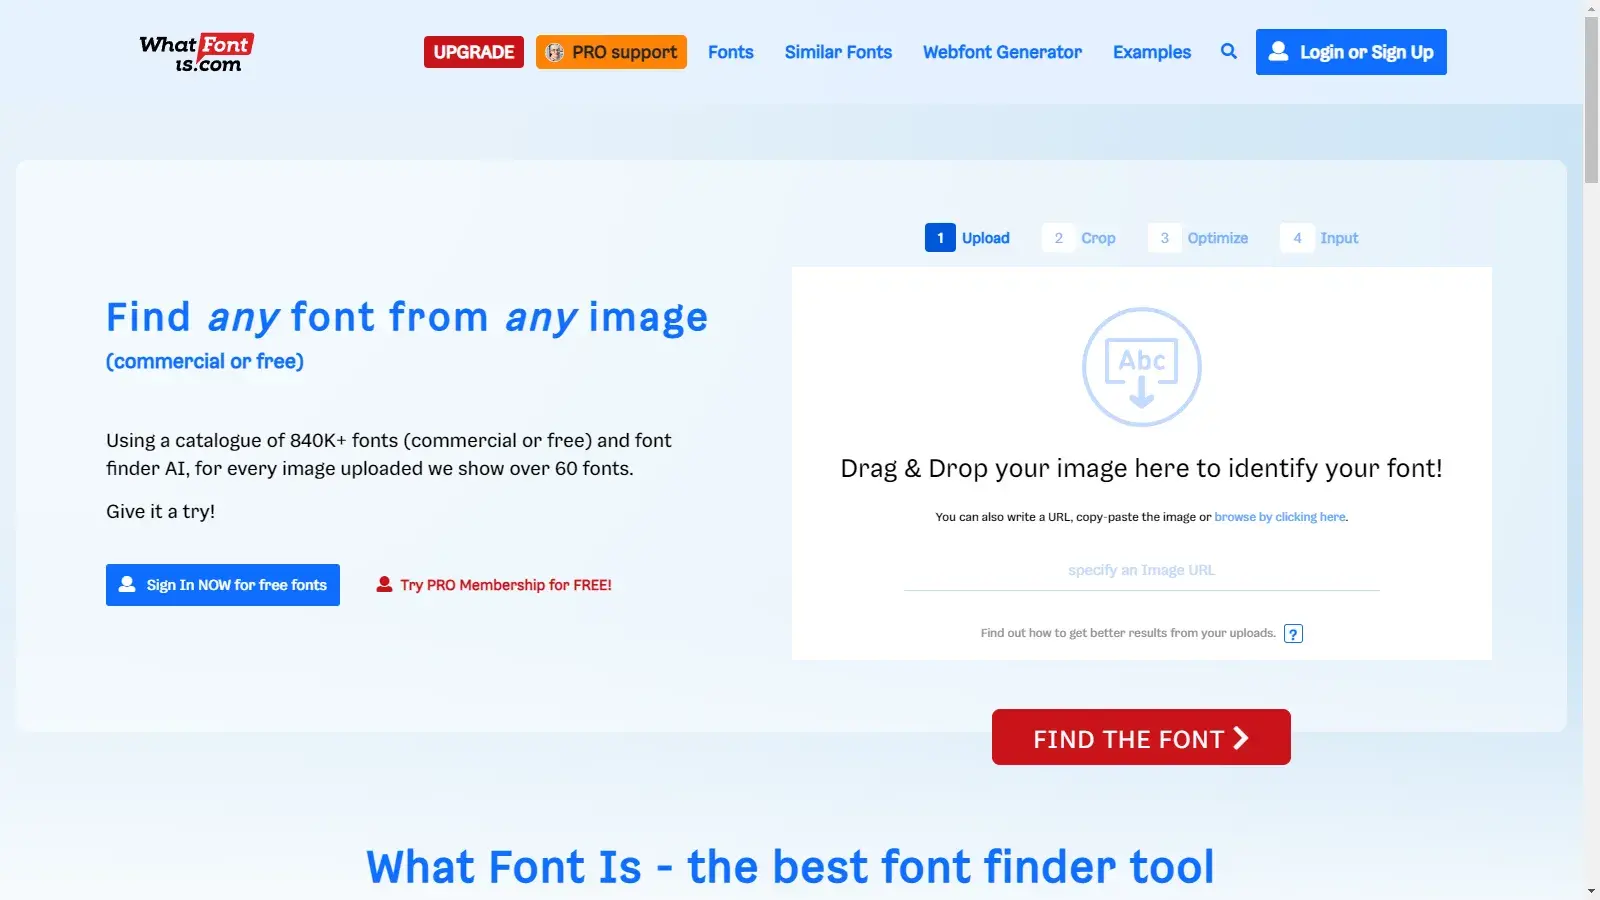 What Font
is.com
UPGRADE
PRO support
Fonts
Similar Fonts
Webfont Generator
Examples
Login or Sign Up
1 Upload
2 Crop
3 Optimize
4 Input
Find any font from any image
(commercial or free)
Using a catalogue of 840K+ fonts (commercial or free) and font
finder AI, for every image uploaded we show over 60 fonts.
Give it a try!
Sign In NOW for free fonts
Try PRO Membership for FREE!
Abc
Drag & Drop your image here to identify your font!
You can also write a URL, copy-paste the image or browse by clicking here.
specify an Image URL
Find out how to get better results from your uploads. ?
FIND THE FONT
What Font Is - the best font finder tool